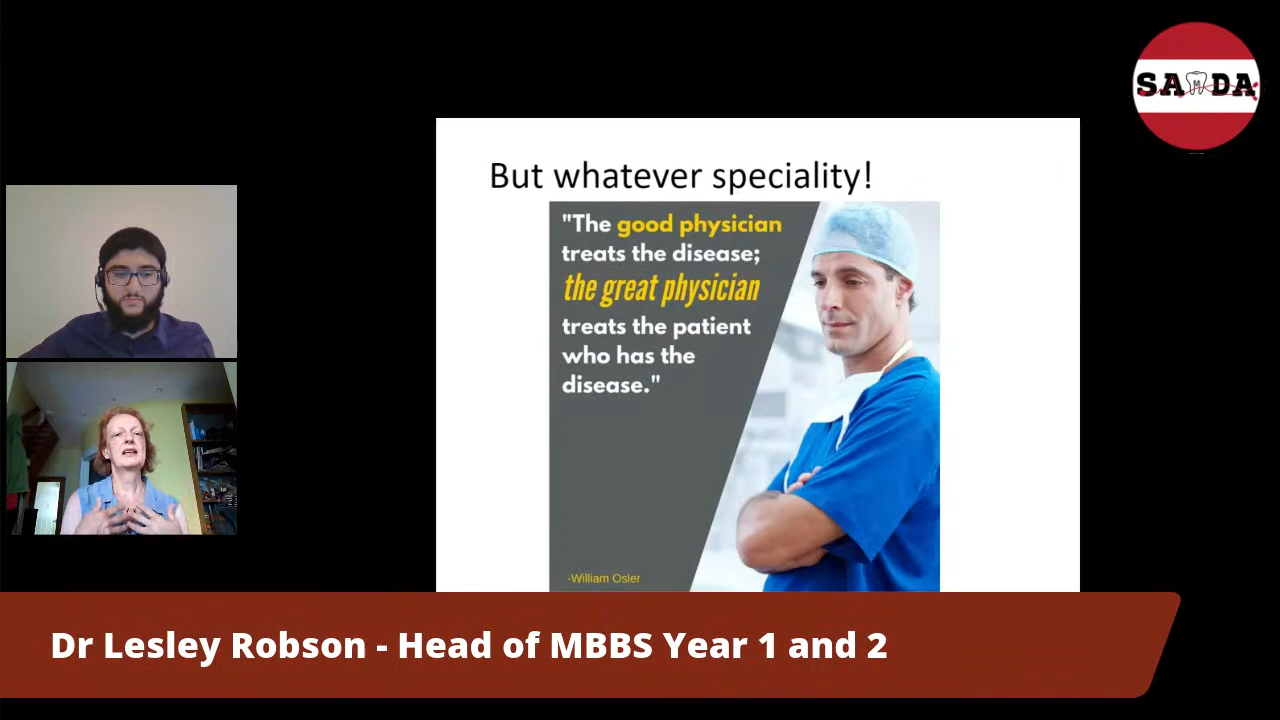 SAMDA
But whatever speciality!
"The good physician
treats the disease;
the great physician
treats the patient
who has the
disease."
-William Osler
Dr Lesley Robson - Head of MBBS Year 1 and 2